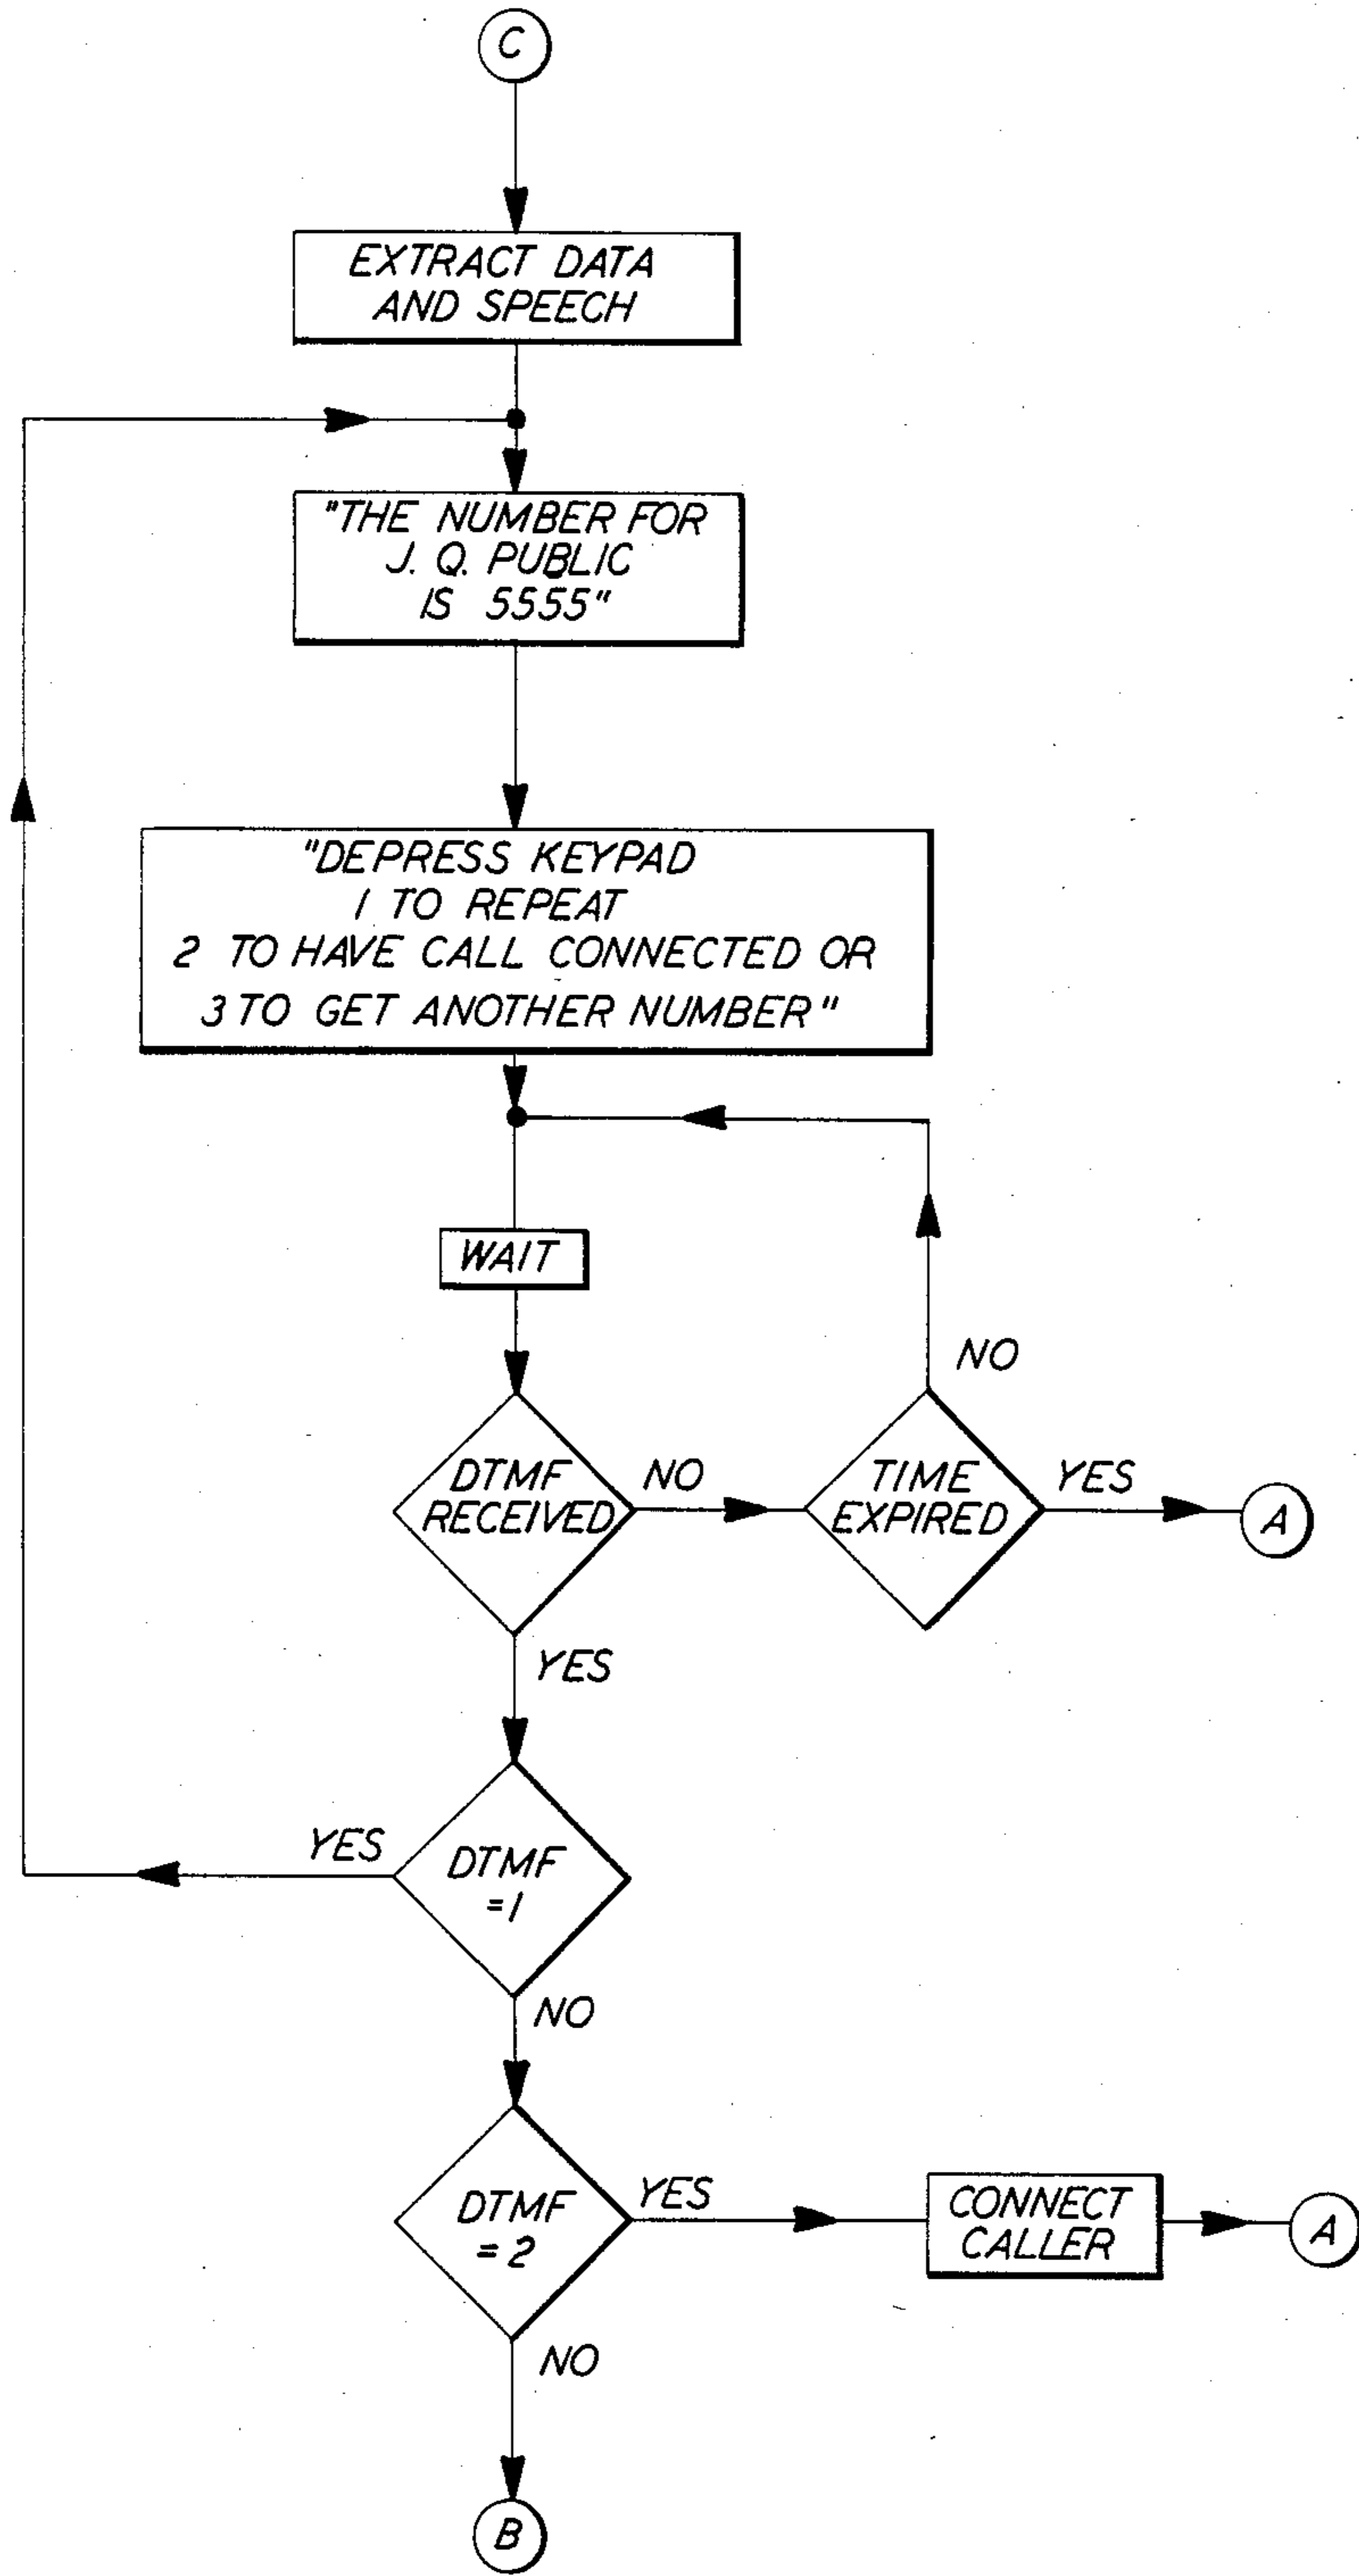 C
EXTRACT DATA
AND SPEECH
"THE NUMBER FOR
J. Q. PUBLIC
IS 5555"
"DEPRESS KEYPAD
1 TO REPEAT
2 TO HAVE CALL CONNECTED OR
3 TO GET ANOTHER NUMBER"
WAIT
NO
DTMF
RECEIVED
NO
TIME
EXPIRED
YES
A
YES
YES
DTMF
=1
NO
DTMF
=2
YES
CONNECT
CALLER
A
NO
B